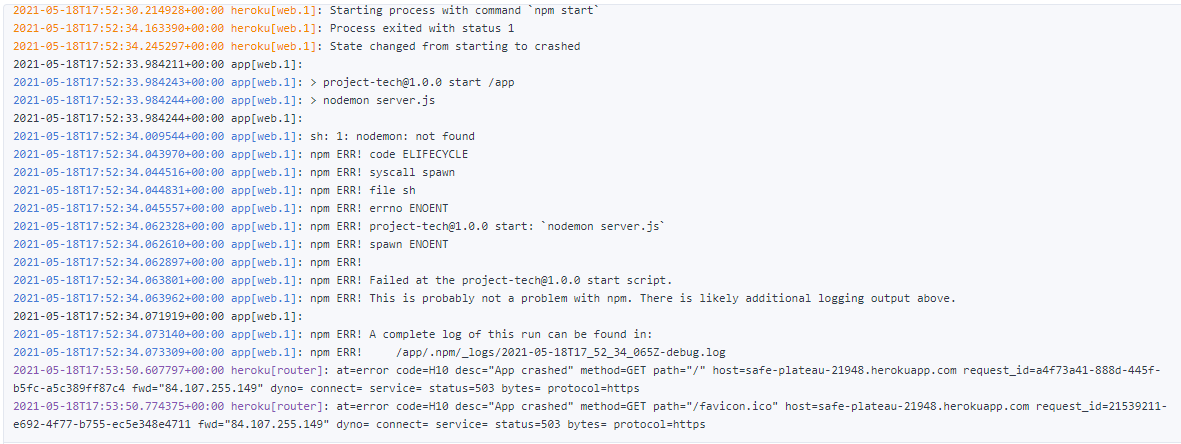 2021-05-18T17:52:30.214928+00:00 heroku[web.1]: Starting process with command `npm start`
2021-05-18T17:52:34.163390+00:00 heroku[web.1]: Process exited with status 1
2021-05-18T17:52:34.245297+00:00 heroku[web.1]: State changed from starting to crashed
2021-05-18T17:52:33.984211+00:00 app[web.1]:
2021-05-18T17:52:33.984243+00:00 app[web.1]: > project-tech@1.0.0 start /app
2021-05-18T17:52:33.984244+00:00 app[web.1]: > nodemon server.js
2021-05-18T17:52:33.984244+00:00 app[web.1]:
2021-05-18T17:52:34.009544+00:00 app[web.1]: sh: 1: nodemon: not found
2021-05-18T17:52:34.043970+00:00 app[web.1]: npm ERR! code ELIFECYCLE
2021-05-18T17:52:34.044516+00:00 app[web.1]: npm ERR! syscall spawn
2021-05-18T17:52:34.044831+00:00 app[web.1]: npm ERR! file sh
2021-05-18T17:52:34.045557+00:00 app[web.1]: npm ERR! errno ENOENT
2021-05-18T17:52:34.062328+00:00 app[web.1]: npm ERR! project-tech@1.0.0 start: `nodemon server.js`
2021-05-18T17:52:34.062610+00:00 app[web.1]: npm ERR! spawn ENOENT
2021-05-18T17:52:34.062897+00:00 app[web.1]: npm ERR!
2021-05-18T17:52:34.063801+00:00 app[web.1]: npm ERR! Failed at the project-tech@1.0.0 start script.
2021-05-18T17:52:34.063962+00:00 app[web.1]: npm ERR! This is probably not a problem with npm. There is likely additional logging output above.
2021-05-18T17:52:34.071919+00:00 app[web.1]:
2021-05-18T17:52:34.073140+00:00 app[web.1]: npm ERR! A complete log of this run can be found in:
2021-05-18T17:52:34.073309+00:00 app[web.1]: npm ERR!     /app/.npm/_logs/2021-05-18T17_52_34_065Z-debug.log
2021-05-18T17:53:50.607797+00:00 heroku[router]: at=error code=H10 desc="App crashed" method=GET path="/" host=safe-plateau-21948.herokuapp.com request_id=a4f73a41-888d-445f-
b5fc-a5c389ff87c4 fwd="84.107.255.149" dyno= connect= service= status=503 bytes= protocol=https
2021-05-18T17:53:50.774375+00:00 heroku[router]: at=error code=H10 desc="App crashed" method=GET path="/favicon.ico" host=safe-plateau-21948.herokuapp.com request_id=21539211-
e692-4f77-b755-ec5e348e4711 fwd="84.107.255.149" dyno= connect= service= status=503 bytes= protocol=https